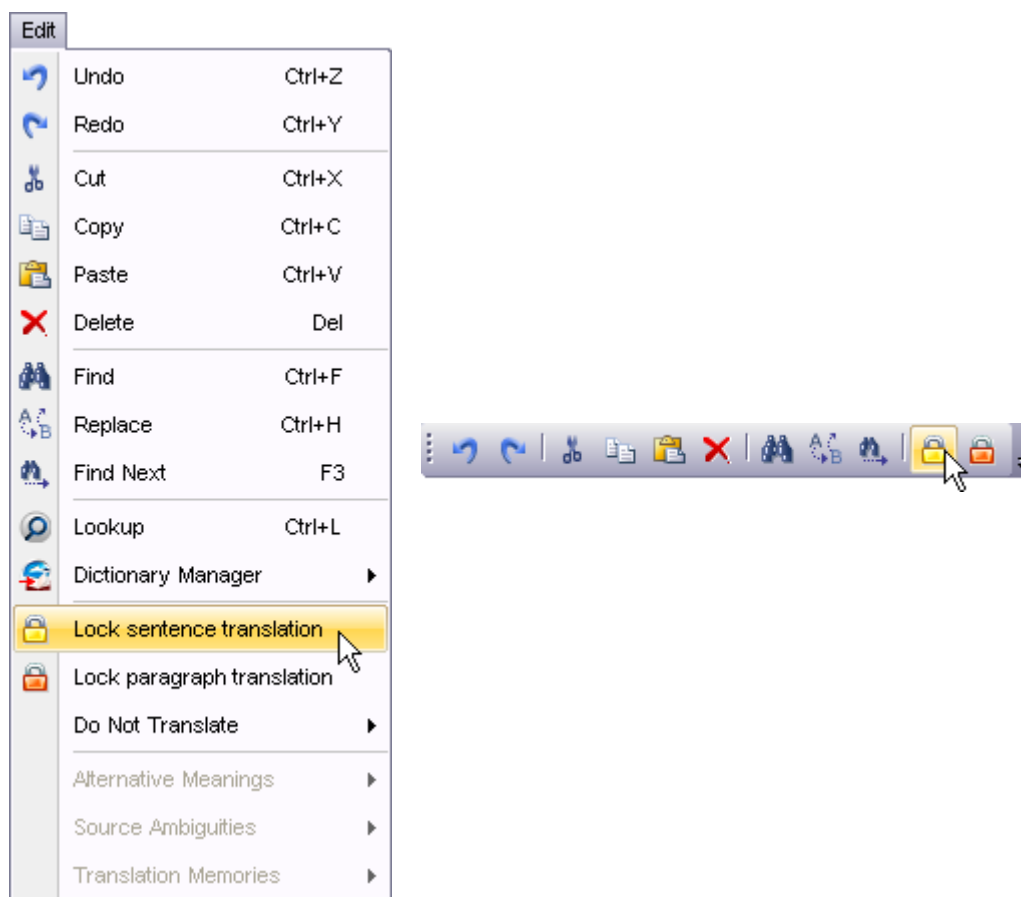 Edit
Undo Ctrl+Z
Redo Ctrl+Y
Cut Ctrl+X
Copy Ctrl+C
Paste Ctrl+V
Delete Del
Find Ctrl+F
Replace Ctrl+H
Find Next F3
Lookup Ctrl+L
Dictionary Manager
Lock sentence translation
Lock paragraph translation
Do Not Translate
Alternative Meanings
Source Ambiguities
Translation Memories